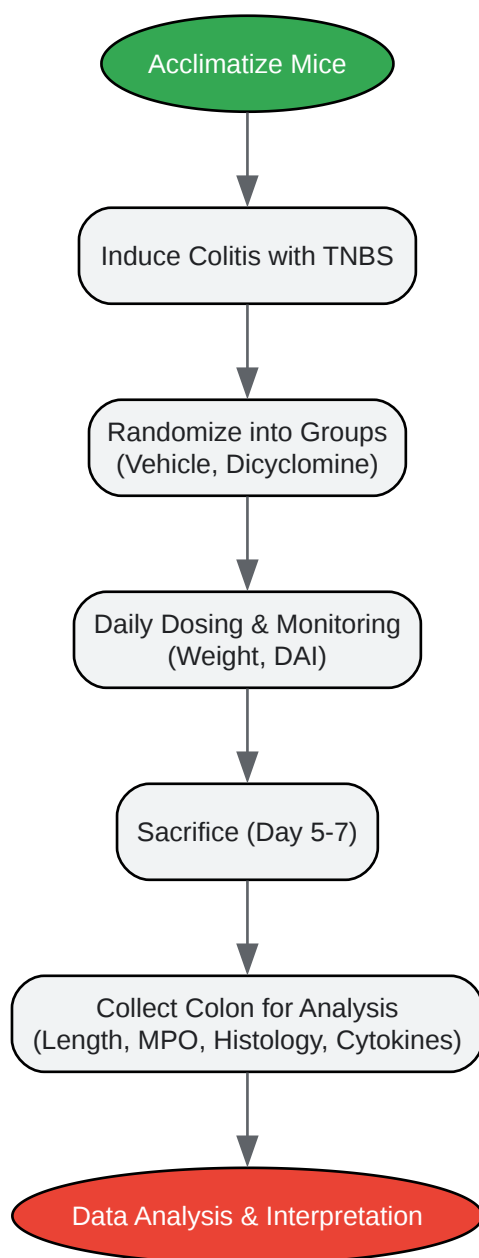 Acclimatize Mice
Induce Colitis with TNBS
Randomize into Groups
(Vehicle, Dicyclomine)
Daily Dosing & Monitoring
(Weight, DAI)
Sacrifice (Day 5-7)
Collect Colon for Analysis
(Length, MPO, Histology, Cytokines)
Data Analysis & Interpretation